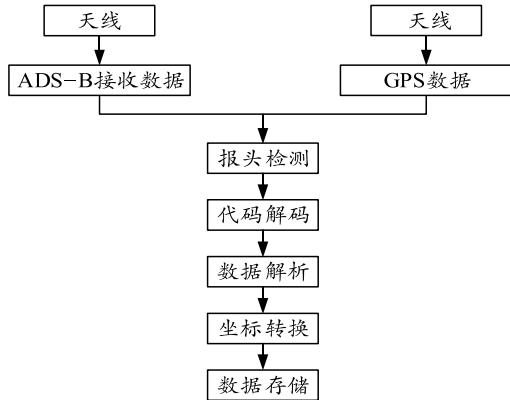 天线
天线
ADS-B接收数据
GPS数据
报头检测
代码解码
数据解析
坐标转换
数据存储